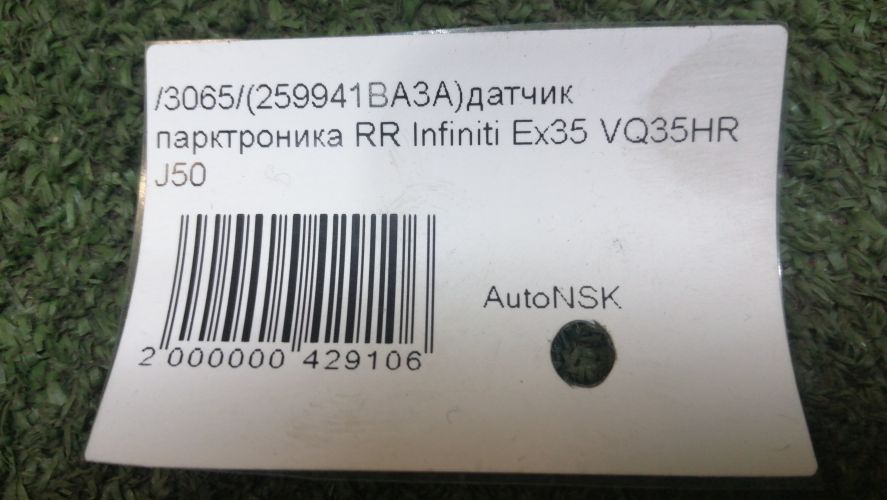 /3065/(259941BA3A)датчик
парктроника RR Infiniti Ex35 VQ35HR
J50
AutoNSK
2 000000 429106